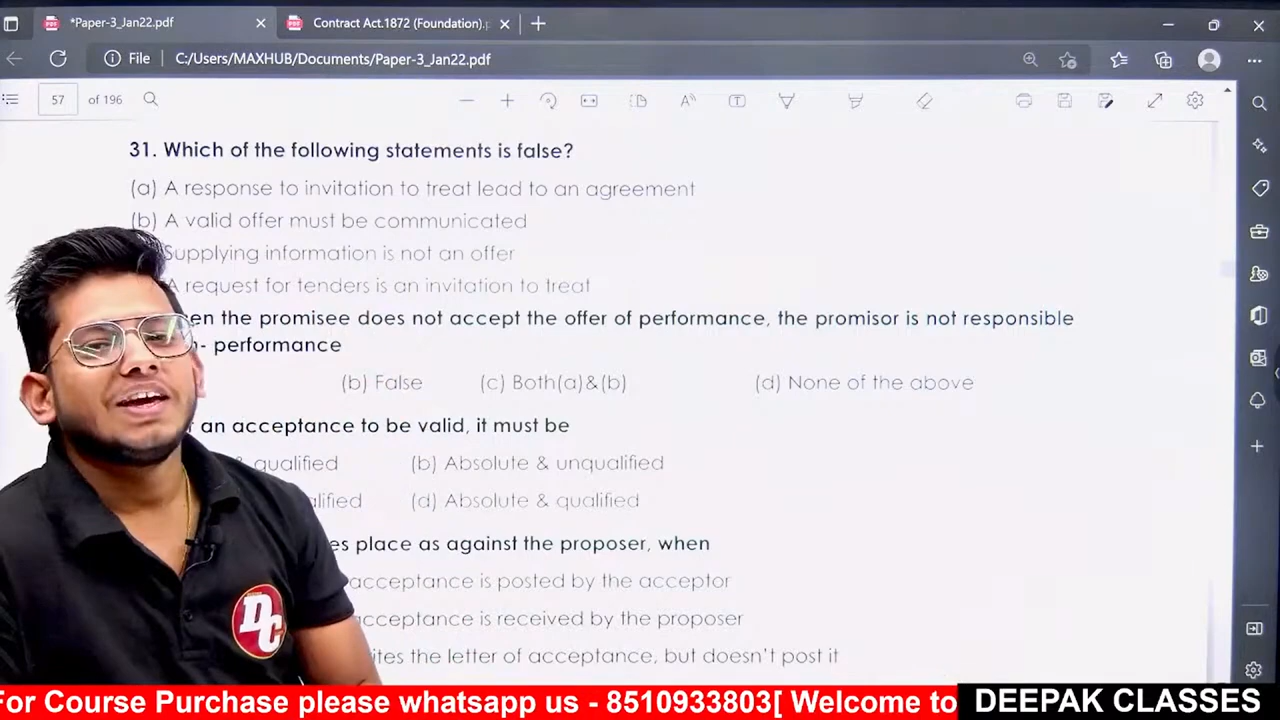 *Paper-3_Jan22.pdf
Contract Act.1872 (Foundation).p
File C:/Users/MAXHUB/Documents/Paper-3_Jan22.pdf
57 of 196
31. Which of the following statements is false?
(a) A response to invitation to treat lead to an agreement
(b) A valid offer must be communicated
Supplying information is not an offer
A request for tenders is an invitation to treat
en the promisee does not accept the offer of performance, the promisor is not responsible
- performance
(b) False (c) Both(a)&(b) (d) None of the above
an acceptance to be valid, it must be
& qualified (b) Absolute & unqualified
alified (d) Absolute & qualified
es place as against the proposer, when
acceptance is posted by the acceptor
acceptance is received by the proposer
ites the letter of acceptance, but doesn't post it
DC
For Course Purchase please whatsapp us - 8510933803[ Welcome to
DEEPAK CLASSES